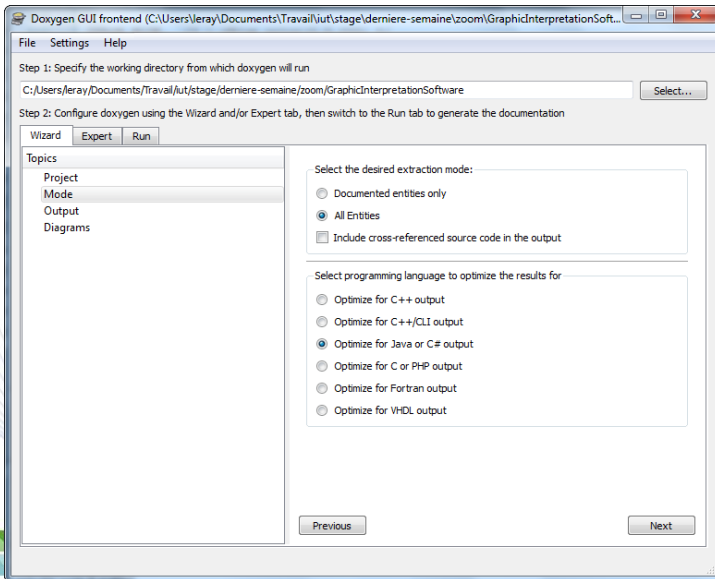 Doxygen GUI frontend (C:\Users\leray\Documents\Travail\iut\stage\derniere-semaine\zoom\GraphicInterpretationSoft...
File Settings Help
Step 1: Specify the working directory from which doxygen will run
C:/Users/leray/Documents/Travail/iut/stage/derniere-semaine/zoom/GraphicInterpretationSoftware
Select...
Step 2: Configure doxygen using the Wizard and/or Expert tab, then switch to the Run tab to generate the documentation
Wizard Expert Run
Topics
Project
Mode
Output
Diagrams
Select the desired extraction mode:
Documented entities only
All Entities
Include cross-referenced source code in the output
Select programming language to optimize the results for
Optimize for C++ output
Optimize for C++/CLI output
Optimize for Java or C# output
Optimize for C or PHP output
Optimize for Fortran output
Optimize for VHDL output
Previous
Next